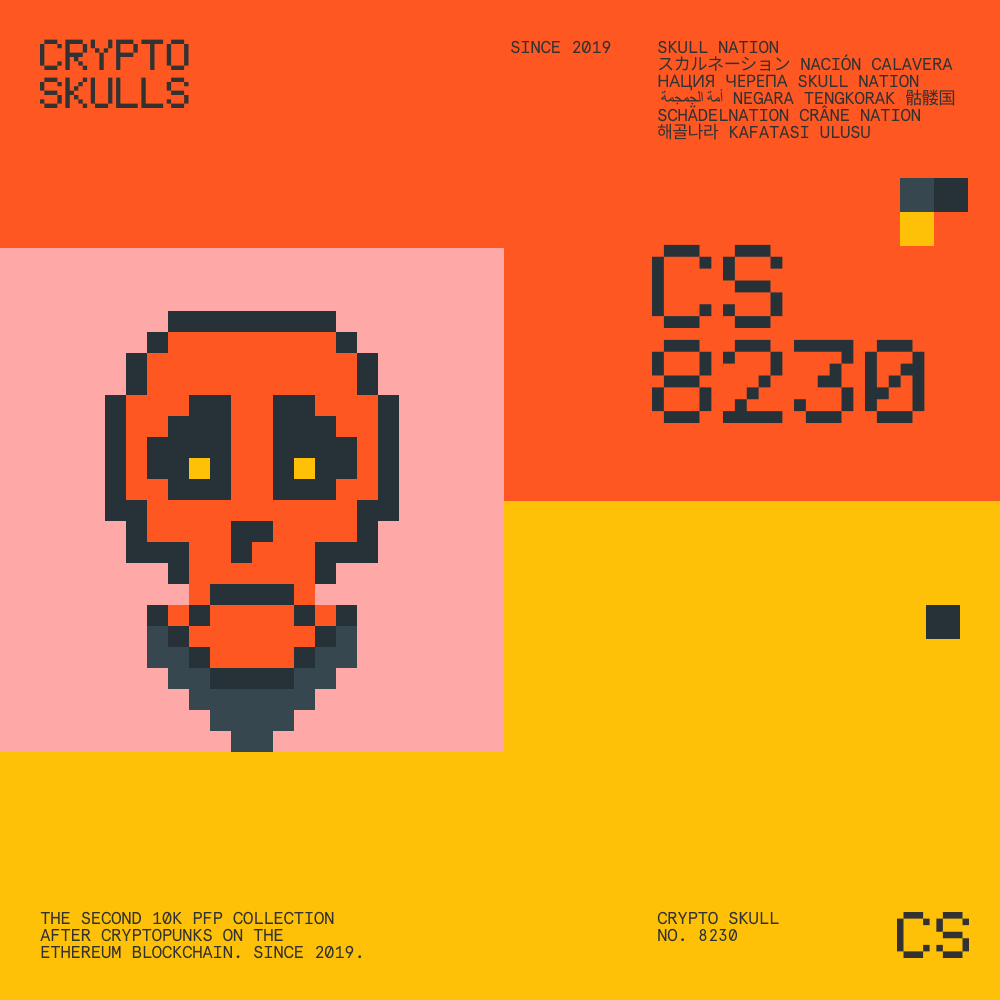 CRYPTO
SKULLS
SINCE 2019
SKULL NATION
スカルネーション NACIÓN CALAVERA
НАЦИЯ ЧЕРЕПА SKULL NATION
أمة الجمجمة NEGARA TENGKORAK 骷髅国
SCHÄDELNATION CRÂNE NATION
해골나라 KAFATASI ULUSU
CS
8230
THE SECOND 10K PFP COLLECTION
AFTER CRYPTOPUNKS ON THE
ETHEREUM BLOCKCHAIN. SINCE 2019.
CRYPTO SKULL
NO. 8230
CS